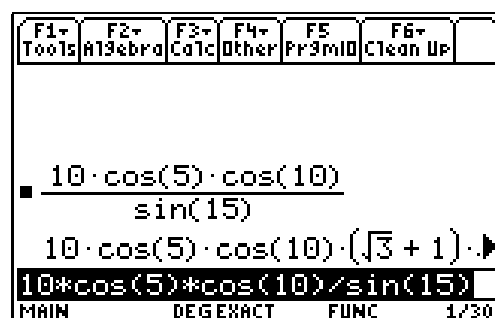 F1 F2 F3 F4 F5 F6
Tools Algebra Calc Other PrgmIO Clean Up
10·cos(5)·cos(10)
sin(15)
10·cos(5)·cos(10)·(√3 + 1)·.
10*cos(5)*cos(10)/sin(15)
MAIN DEG EXACT FUNC 1/30